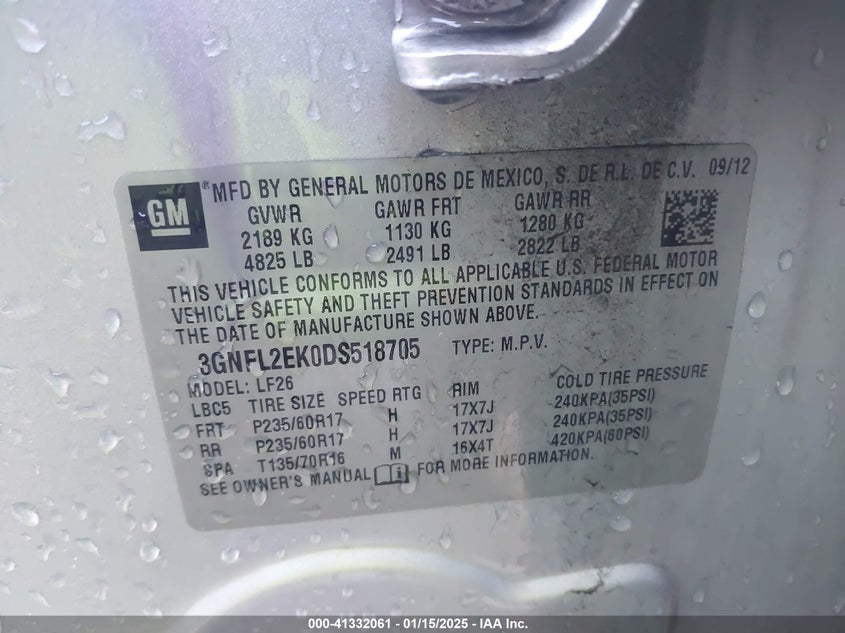 GM ® MFD BY GENERAL MOTORS DE MEXICO, S. DE R.L. DE C.V. 09/12
GVWR GAWR FRT GAWR RR
2189 KG 1130 KG 1280 KG
4825 LB 2491 LB 2822 LB
THIS VEHICLE CONFORMS TO ALL APPLICABLE U.S. FEDERAL MOTOR
VEHICLE SAFETY AND THEFT PREVENTION STANDARDS IN EFFECT ON
THE DATE OF MANUFACTURE SHOWN ABOVE.
3GNFL2EK0DS518705 TYPE: M.P.V.
MODEL: LF26
LBC5 TIRE SIZE SPEED RTG RIM COLD TIRE PRESSURE
FRT P235/60R17 H 17X7J 240KPA(35PSI)
RR P235/60R17 H 17X7J 240KPA(35PSI)
SPA T135/70R16 M 16X4T 420KPA(60PSI)
SEE OWNER'S MANUAL FOR MORE INFORMATION.
000-41332061 - 01/15/2025 - IAA Inc.